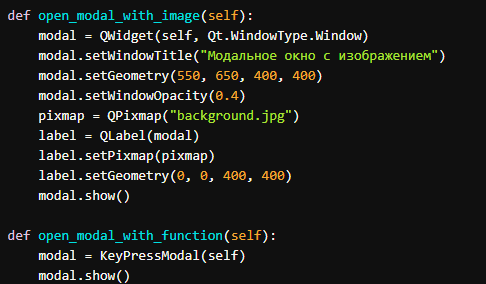 def open_modal_with_image(self):
    modal = QWidget(self, Qt.WindowType.Window)
    modal.setWindowTitle("Модальное окно с изображением")
    modal.setGeometry(550, 650, 400, 400)
    modal.setWindowOpacity(0.4)
    pixmap = QPixmap("background.jpg")
    label = QLabel(modal)
    label.setPixmap(pixmap)
    label.setGeometry(0, 0, 400, 400)
    modal.show()

def open_modal_with_function(self):
    modal = KeyPressModal(self)
    modal.show()